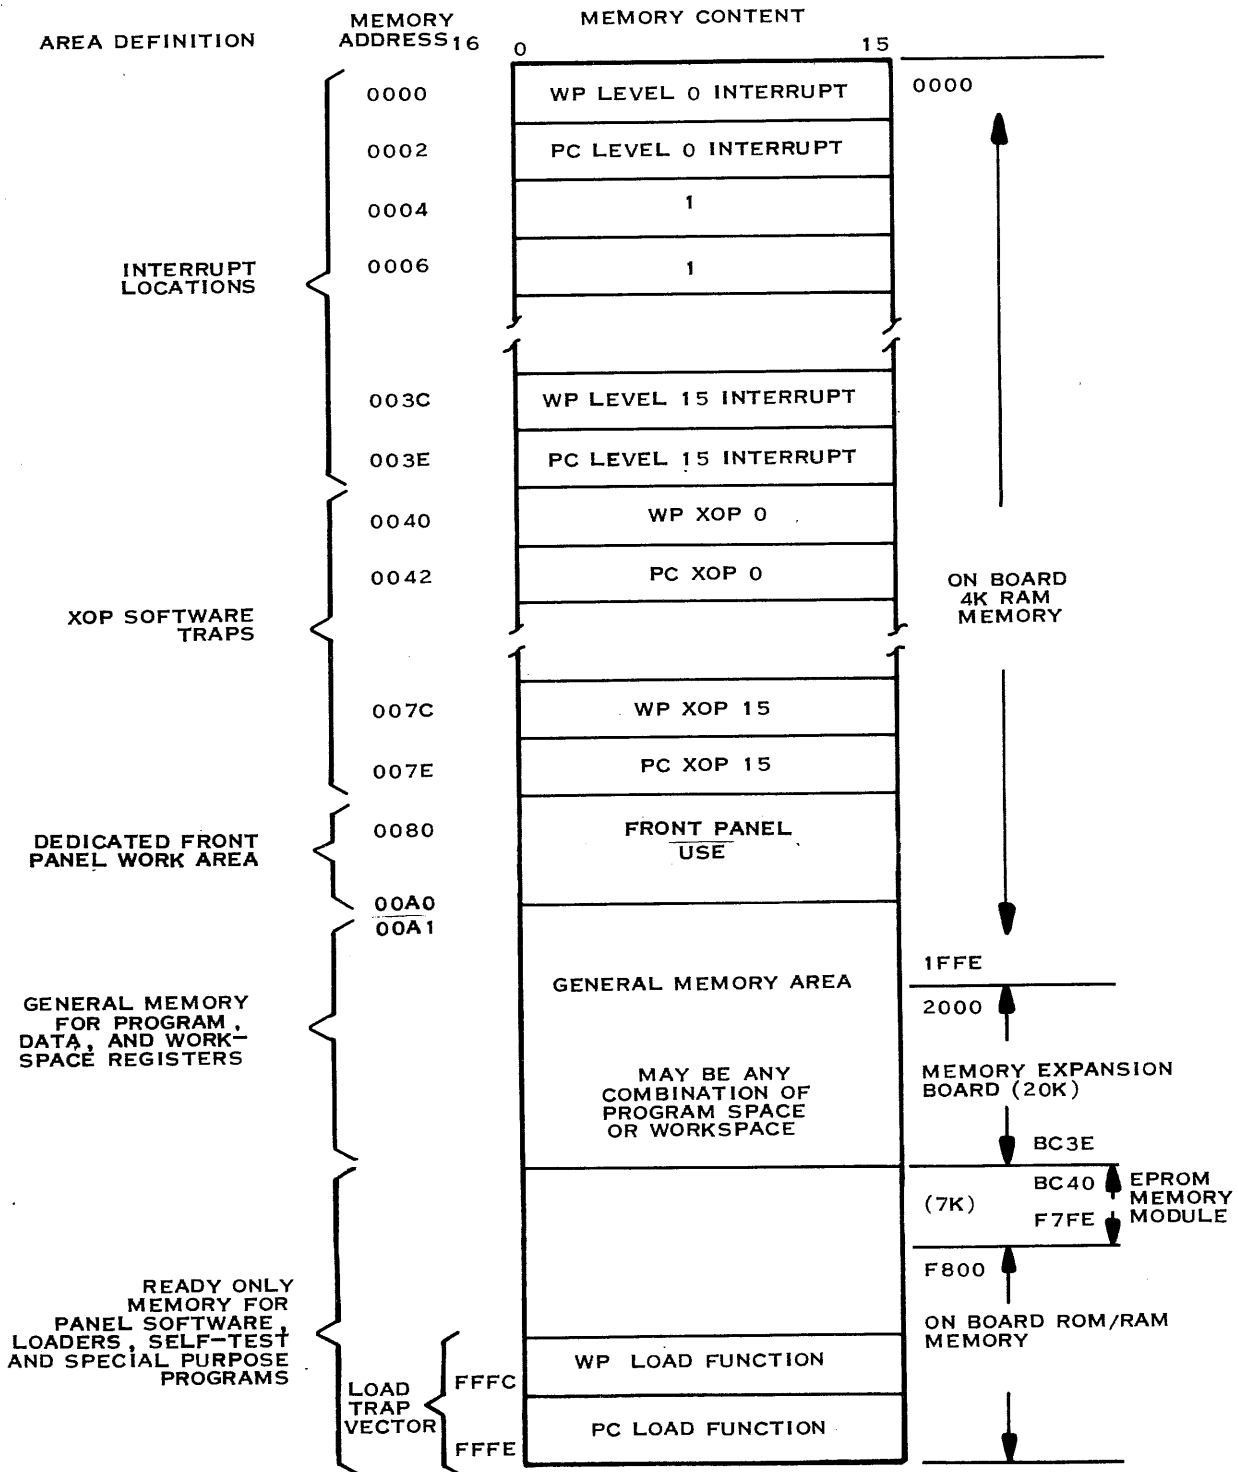 AREA DEFINITION
MEMORY
ADDRESS16
MEMORY CONTENT
0 15
INTERRUPT
LOCATIONS
0000 WP LEVEL 0 INTERRUPT 0000
0002 PC LEVEL 0 INTERRUPT
0004 1
0006 1
003C WP LEVEL 15 INTERRUPT
003E PC LEVEL 15 INTERRUPT
XOP SOFTWARE
TRAPS
0040 WP XOP 0
0042 PC XOP 0
007C WP XOP 15
007E PC XOP 15
ON BOARD
4K RAM
MEMORY
DEDICATED FRONT
PANEL WORK AREA
0080
FRONT PANEL
USE
00A0
00A1
GENERAL MEMORY
FOR PROGRAM,
DATA, AND WORK-
SPACE REGISTERS
GENERAL MEMORY AREA
MAY BE ANY
COMBINATION OF
PROGRAM SPACE
OR WORKSPACE
1FFE
2000
MEMORY EXPANSION
BOARD (20K)
BC3E
BC40
(7K)
F7FE
EPROM
MEMORY
MODULE
F800
ON BOARD ROM/RAM
MEMORY
READY ONLY
MEMORY FOR
PANEL SOFTWARE,
LOADERS, SELF-TEST
AND SPECIAL PURPOSE
PROGRAMS
LOAD
TRAP
VECTOR
FFFC WP LOAD FUNCTION
FFFE PC LOAD FUNCTION